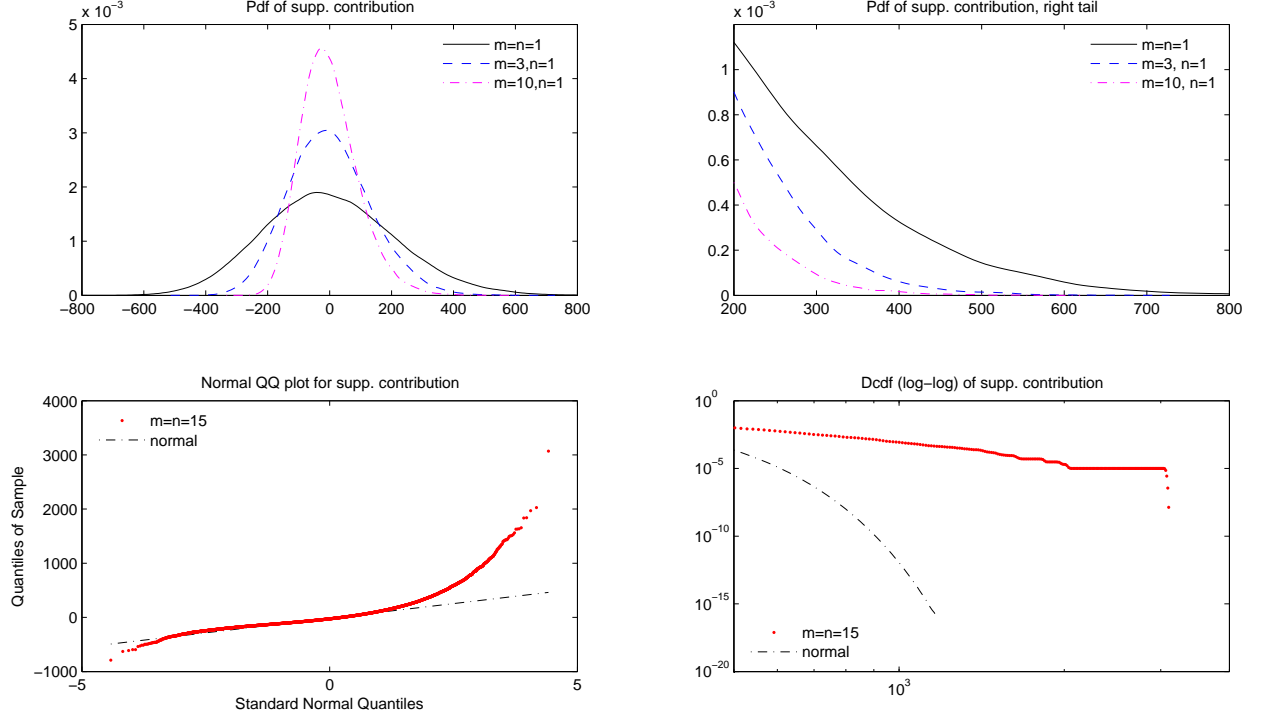 Pdf of supp. contribution
x 10⁻³
5
4
3
2
1
0
−800 −600 −400 −200 0 200 400 600 800
m=n=1
m=3,n=1
m=10,n=1
Pdf of supp. contribution, right tail
x 10⁻³
1
0.8
0.6
0.4
0.2
0
200 300 400 500 600 700 800
m=n=1
m=3, n=1
m=10, n=1
Normal QQ plot for supp. contribution
Quantiles of Sample
4000
3000
2000
1000
0
−1000
−5 0 5
Standard Normal Quantiles
m=n=15
normal
Dcdf (log−log) of supp. contribution
10⁰
10⁻⁵
10⁻¹⁰
10⁻¹⁵
10⁻²⁰
10³
m=n=15
normal